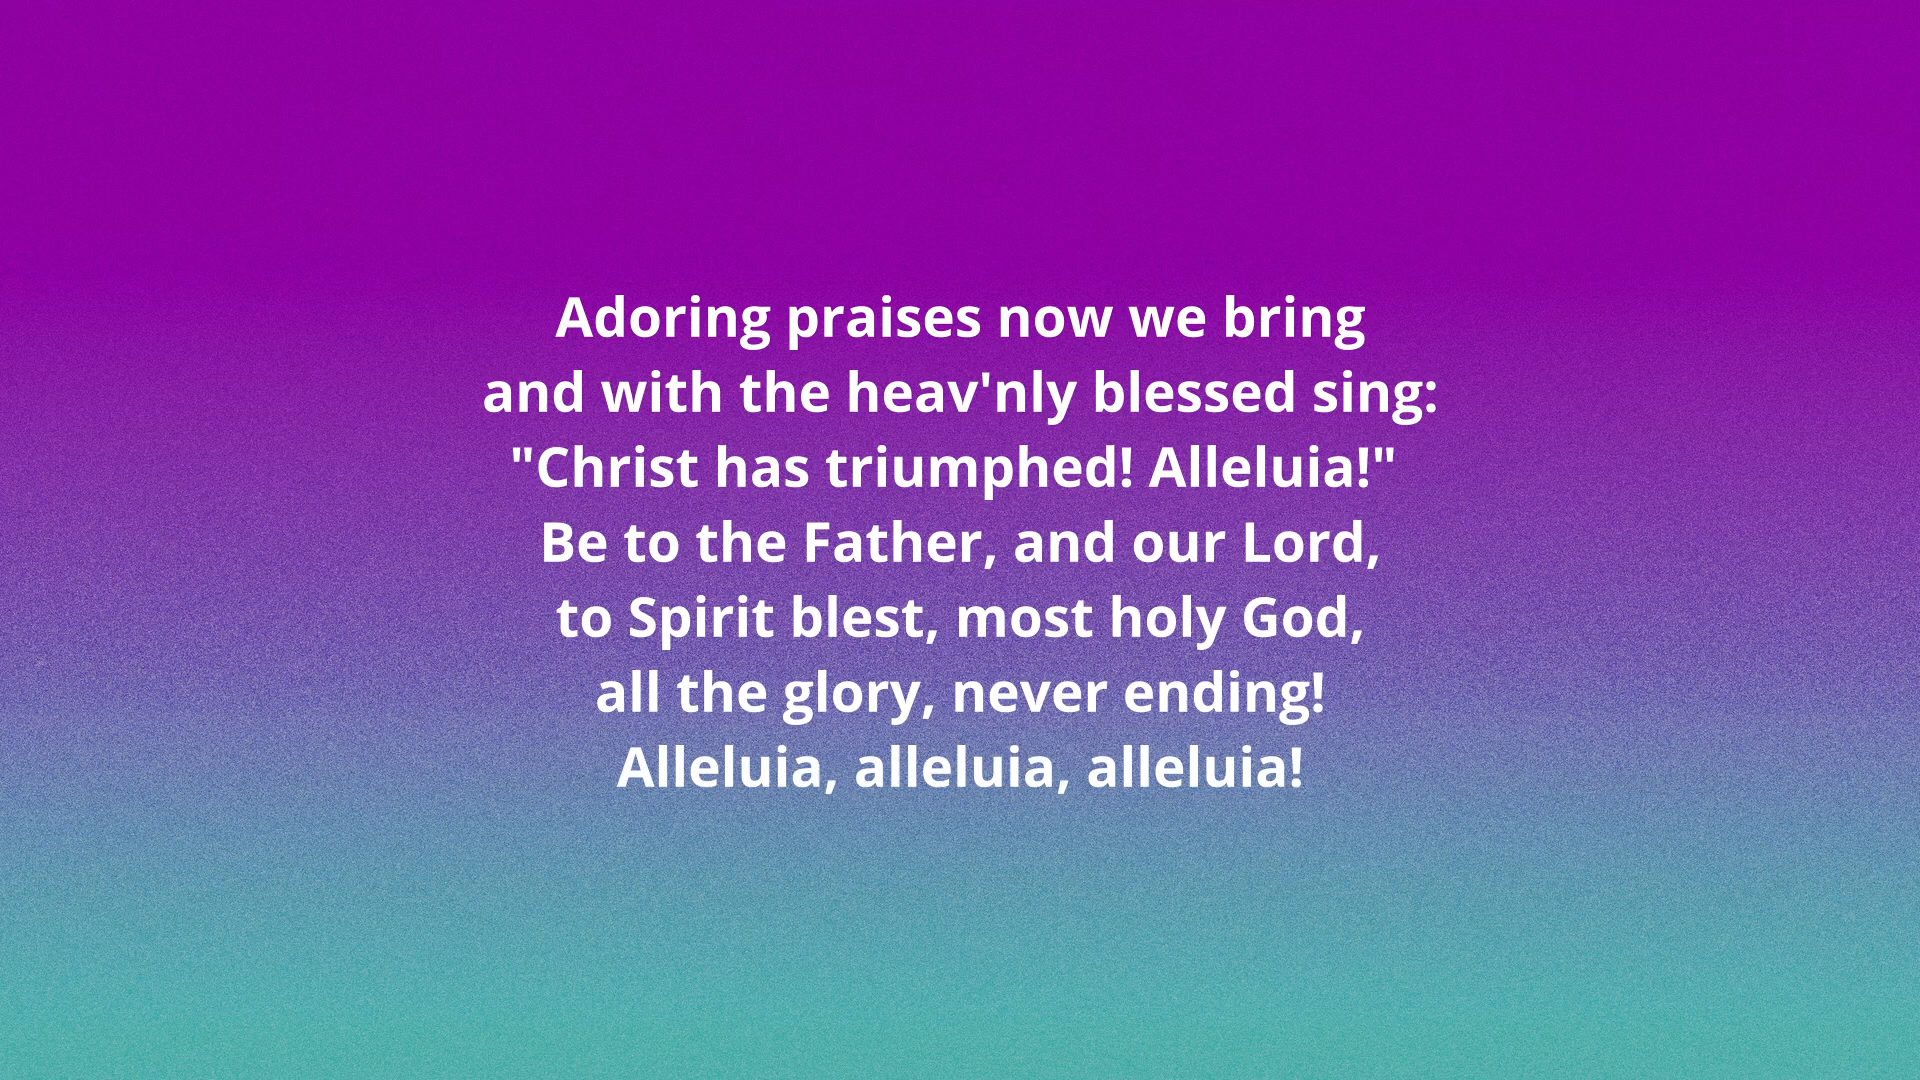 Adoring praises now we bring
and with the heav'nly blessed sing:
"Christ has triumphed! Alleluia!"
Be to the Father, and our Lord,
to Spirit blest, most holy God,
all the glory, never ending!
Alleluia, alleluia, alleluia!